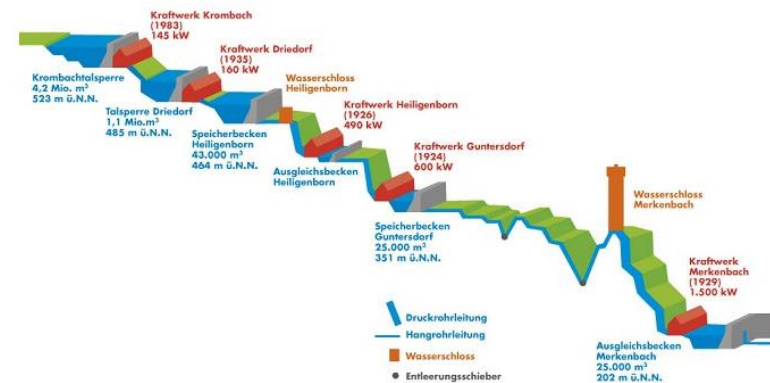 Kraftwerk Krombach
(1983)
145 kW
Kraftwerk Driedorf
(1935)
160 kW
Wasserschloss
Heiligenborn
Kraftwerk Heiligenborn
(1926)
490 kW
Kraftwerk Guntersdorf
(1924)
600 kW
Krombachtalsperre
4,2 Mio. m³
523 m ü.N.N.
Talsperre Driedorf
1,1 Mio.m³
485 m ü.N.N.
Speicherbecken
Heiligenborn
43.000 m³
464 m ü.N.N.
Ausgleichsbecken
Heiligenborn
Speicherbecken
Guntersdorf
25.000 m³
351 m ü.N.N.
Wasserschloss
Merkenbach
Kraftwerk
Merkenbach
(1929)
1.500 kW
Ausgleichsbecken
Merkenbach
25.000 m³
202 m ü.N.N.
Druckrohrleitung
Hangrohrleitung
Wasserschloss
Entleerungsschieber